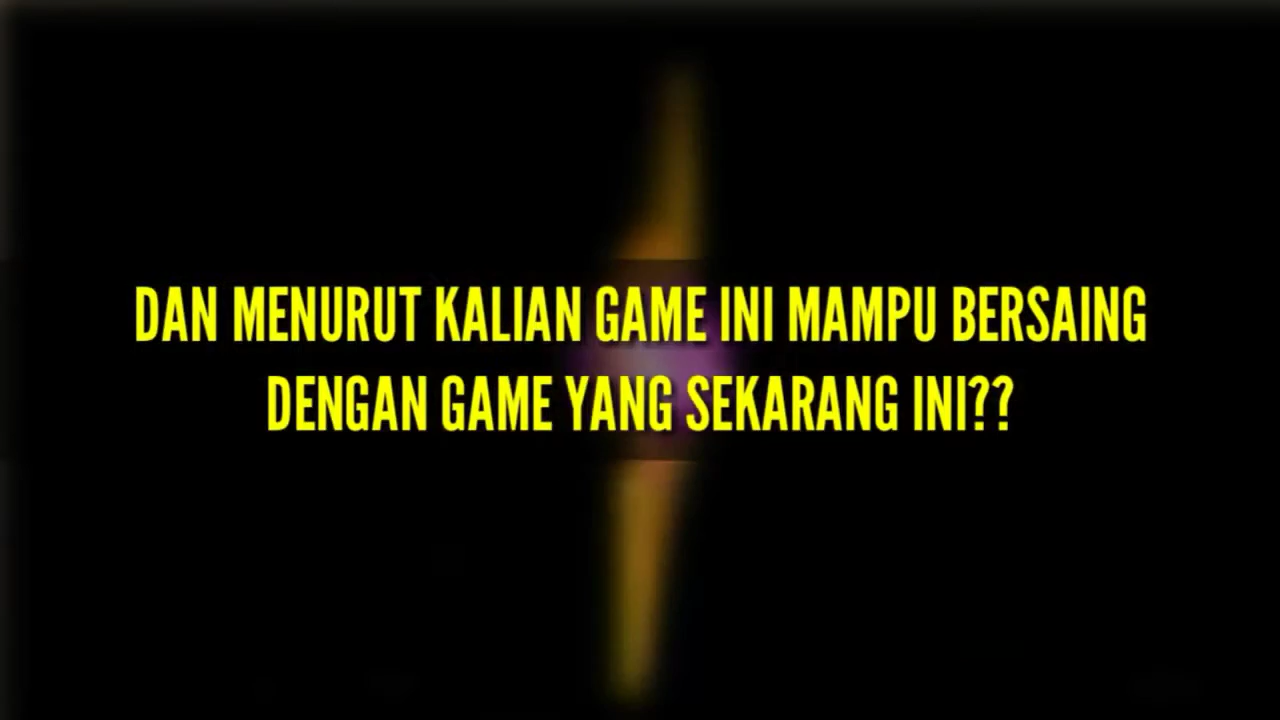 DAN MENURUT KALIAN GAME INI MAMPU BERSAING
DENGAN GAME YANG SEKARANG INI??